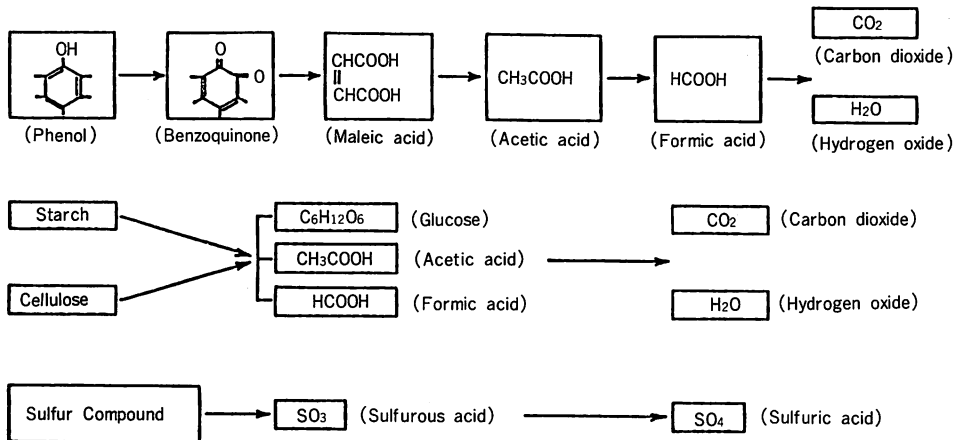 OH
(Phenol)
O
O
(Benzoquinone)
CHCOOH
CHCOOH
(Maleic acid)
CH3COOH
(Acetic acid)
HCOOH
(Formic acid)
CO2
(Carbon dioxide)
H2O
(Hydrogen oxide)
Starch
Cellulose
C6H12O6 (Glucose)
CH3COOH (Acetic acid)
HCOOH (Formic acid)
CO2 (Carbon dioxide)
H2O (Hydrogen oxide)
Sulfur Compound
SO3 (Sulfurous acid)
SO4 (Sulfuric acid)